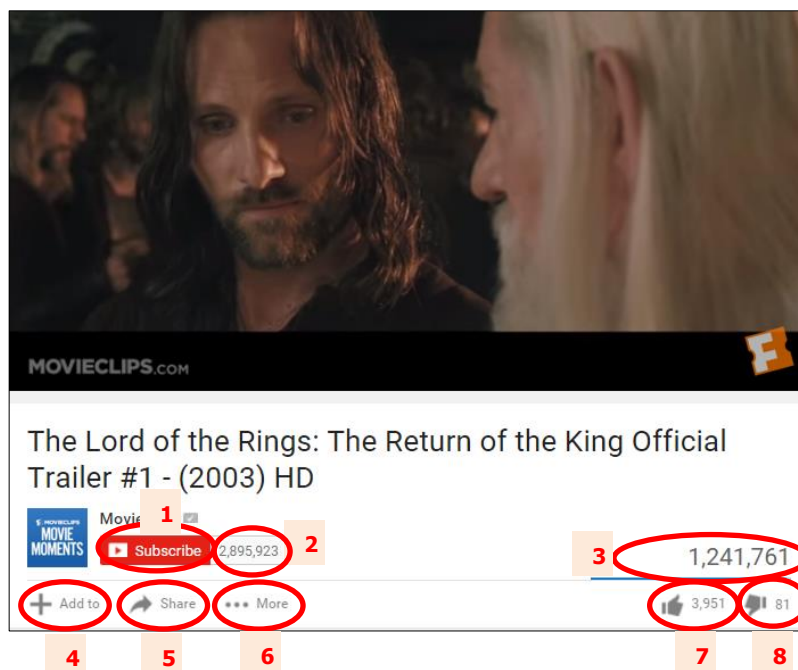 MOVIECLIPS.COM
The Lord of the Rings: The Return of the King Official
Trailer #1 - (2003) HD
MOVIECLIPS
MOVIE
MOMENTS
1
Subscribe
2,895,923
2
3
1,241,761
Add to
Share
More
3,951
81
4
5
6
7
8